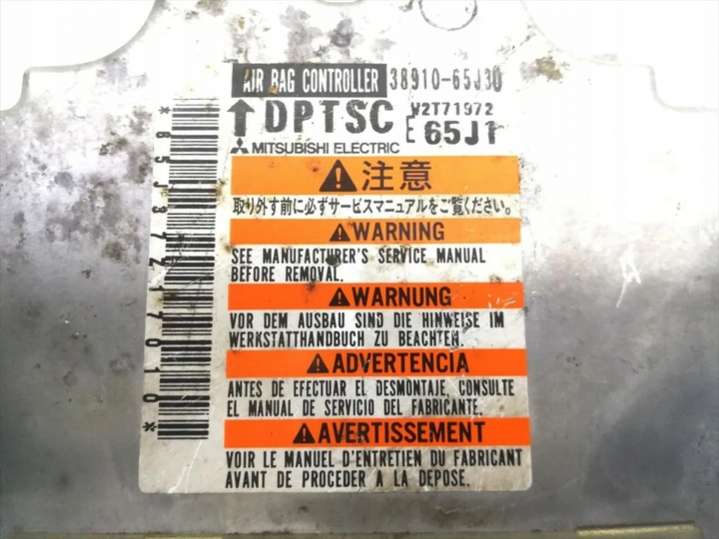 AIR BAG CONTROLLER 38910-65J30
↑DPTSC W2T71972
E 65J1
MITSUBISHI ELECTRIC
*65J37217010*
⚠注意
取り外す前に必ずサービスマニュアルをご覧ください。
⚠WARNING
SEE MANUFACTURER'S SERVICE MANUAL
BEFORE REMOVAL.
⚠WARNUNG
VOR DEM AUSBAU SIND DIE HINWEISE IM
WERKSTATTHANDBUCH ZU BEACHTEN.
⚠ADVERTENCIA
ANTES DE EFECTUAR EL DESMONTAJE, CONSULTE
EL MANUAL DE SERVICIO DEL FABRICANTE.
⚠AVERTISSEMENT
VOIR LE MANUEL D'ENTRETIEN DU FABRICANT
AVANT DE PROCEDER A LA DEPOSE.